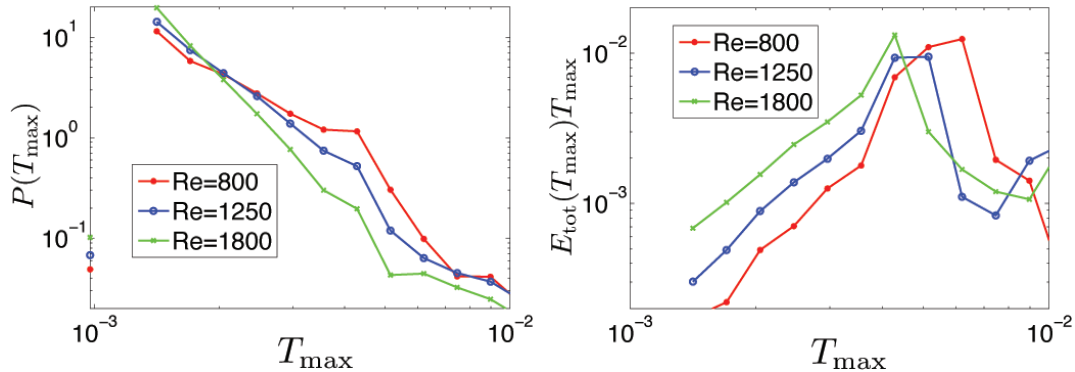 10^1
10^0
10^-1
P(T_max)
Re=800
Re=1250
Re=1800
10^-3
10^-2
T_max
10^-2
10^-3
E_tot(T_max)T_max
Re=800
Re=1250
Re=1800
10^-3
10^-2
T_max